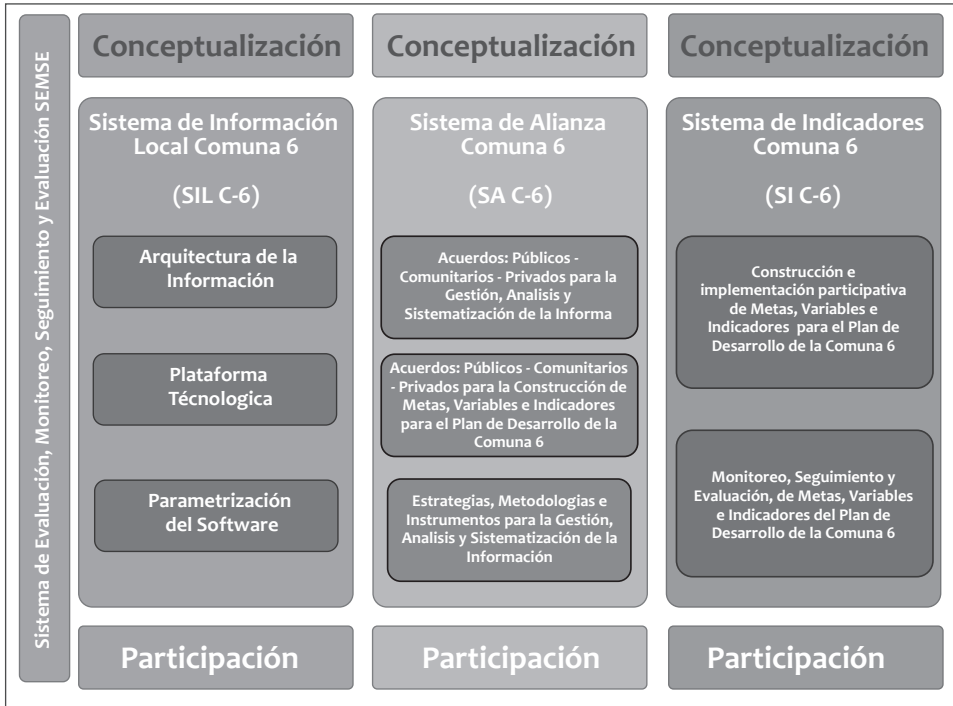 Sistema de Evaluación, Monitoreo, Seguimiento y Evaluación SEMSE
Conceptualización
Sistema de Información
Local Comuna 6
(SIL C-6)
Arquitectura de la
Información
Plataforma
Técnologica
Parametrización
del Software
Participación
Conceptualización
Sistema de Alianza
Comuna 6
(SA C-6)
Acuerdos: Públicos -
Comunitarios - Privados para la
Gestión, Analisis y
Sistematización de la Informa
Acuerdos: Públicos - Comunitarios
- Privados para la Construcción de
Metas, Variables e Indicadores
para el Plan de Desarrollo de la
Comuna 6
Estrategias, Metodologias e
Instrumentos para la Gestión,
Analisis y Sistematización de la
Información
Participación
Conceptualización
Sistema de Indicadores
Comuna 6
(SI C-6)
Construcción e
implementación participativa
de Metas, Variables e
Indicadores para el Plan de
Desarrollo de la Comuna 6
Monitoreo, Seguimiento y
Evaluación, de Metas, Variables
e Indicadores del Plan de
Desarrollo de la Comuna 6
Participación